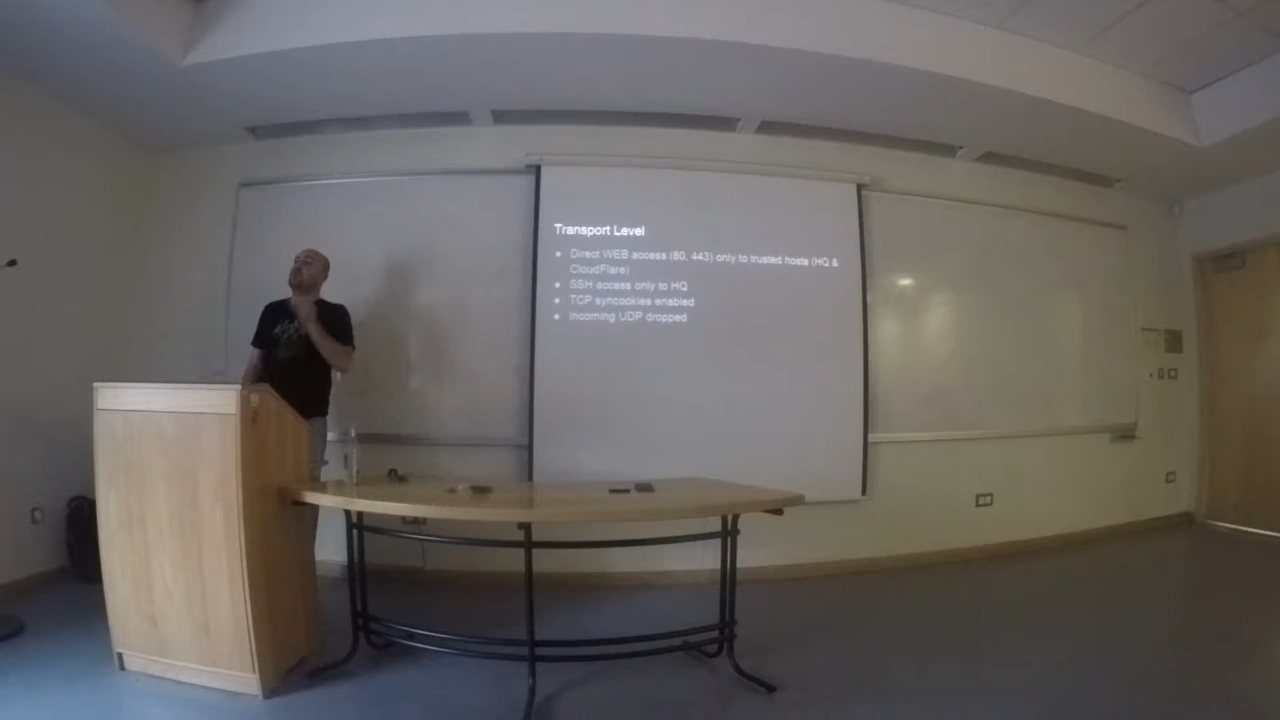 Transport Level
● Direct WEB access (80, 443) only to trusted hosts (HQ &
CloudFlare)
● SSH access only to HQ
● TCP syncookies enabled
● Incoming UDP dropped